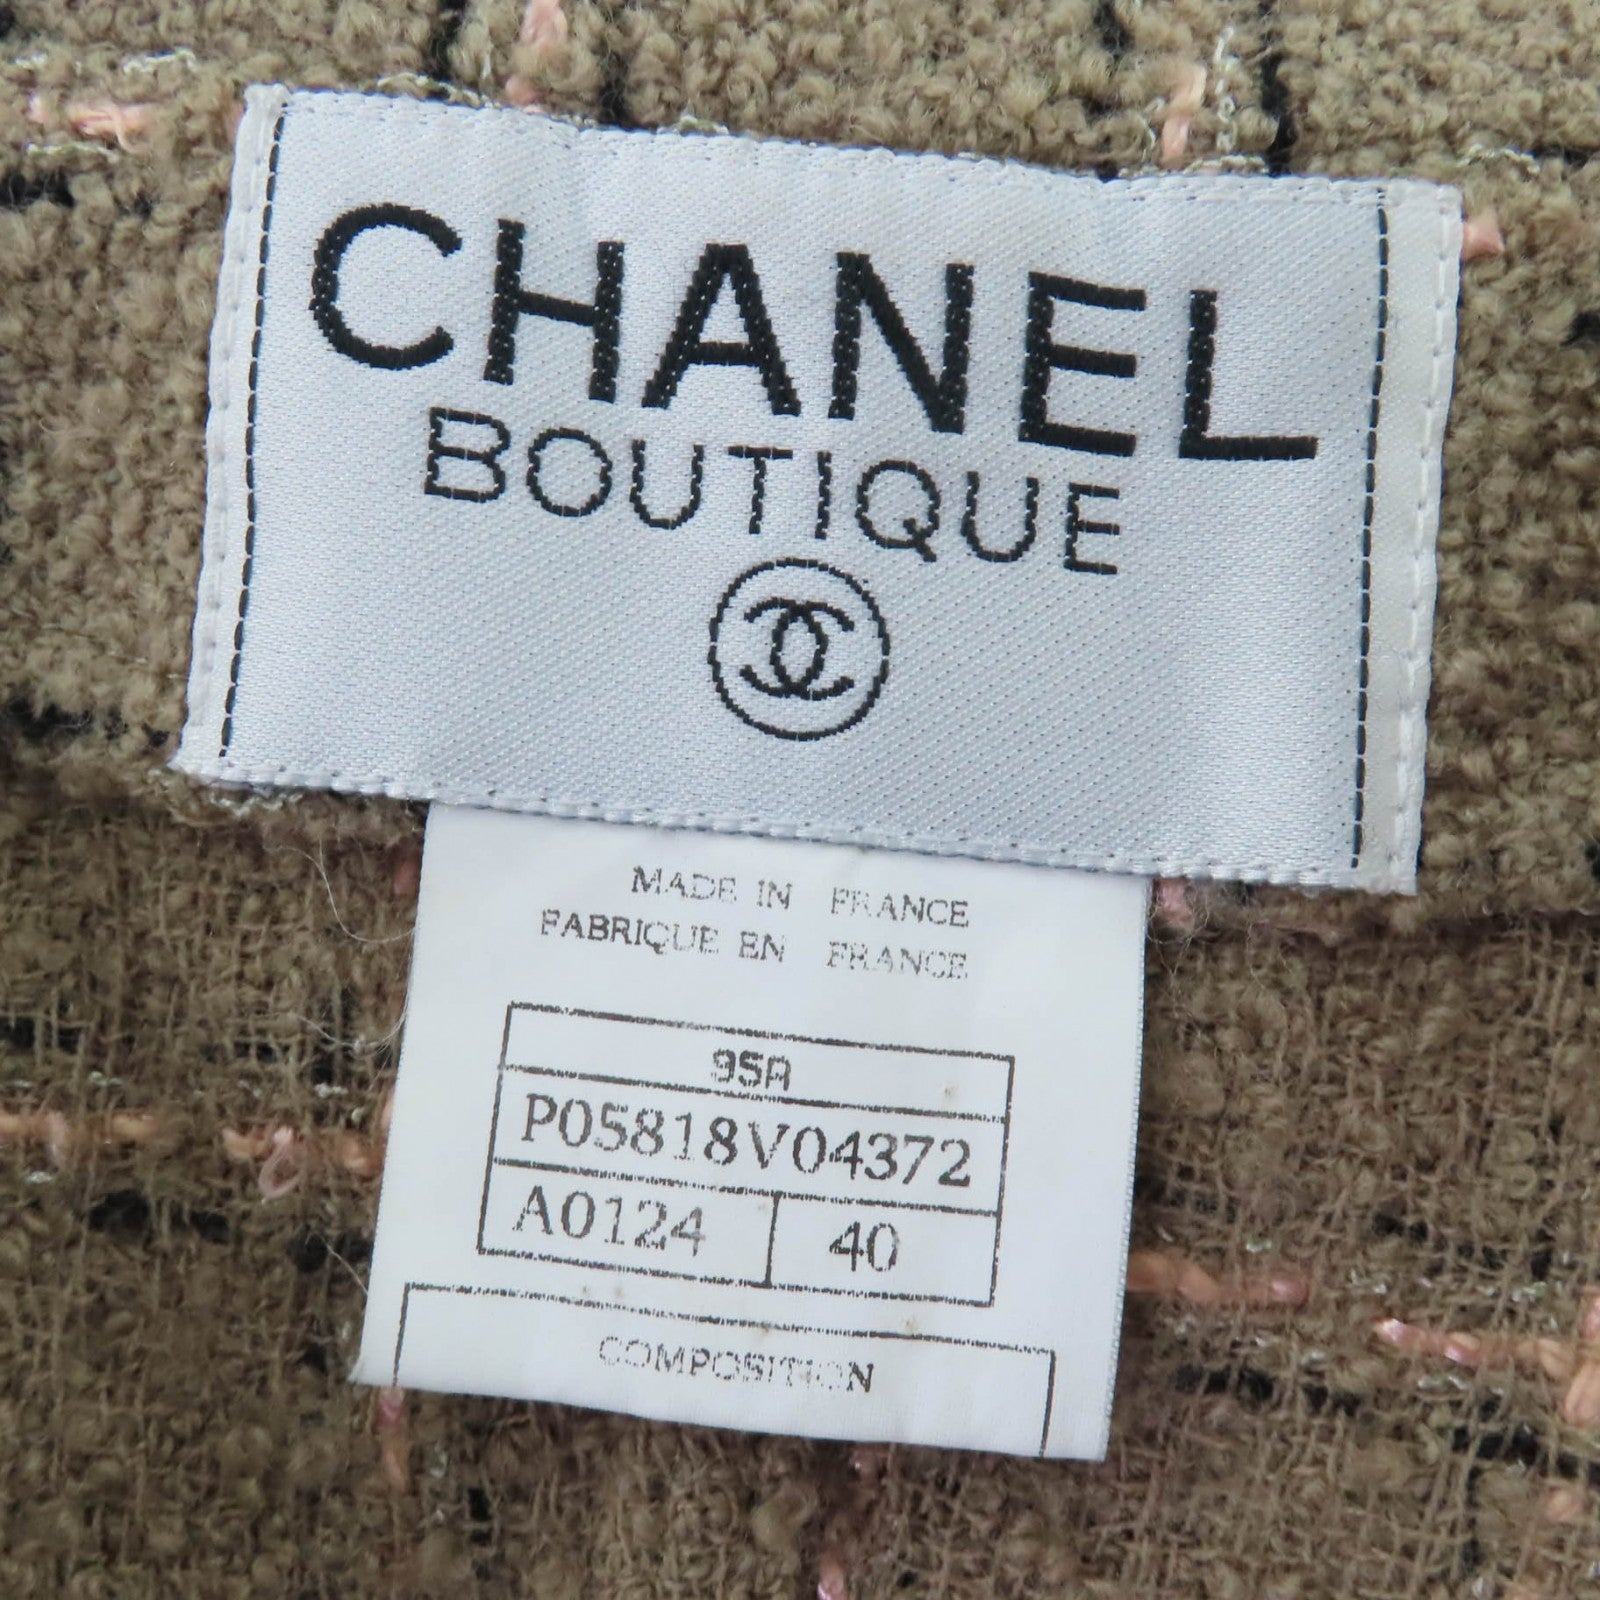 CHANEL
BOUTIQUE
MADE IN FRANCE
FABRIQUE EN FRANCE
95A
P05818V04372
A0124 40
COMPOSITION